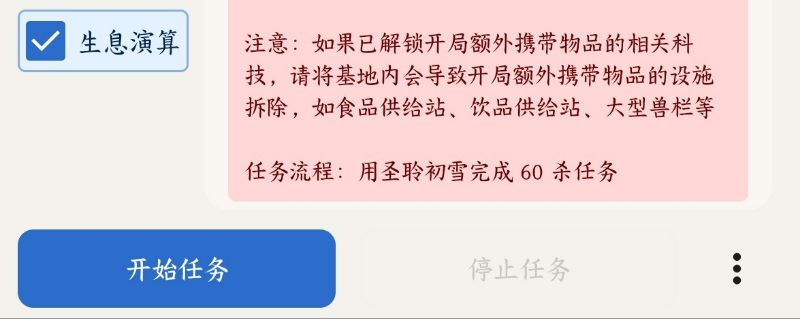 生息演算
注意：如果已解锁开局额外携带物品的相关科
技，请将基地内会导致开局额外携带物品的设施
拆除，如食品供给站、饮品供给站、大型兽栏等
任务流程：用圣聆初雪完成 60 杀任务
开始任务
停止任务